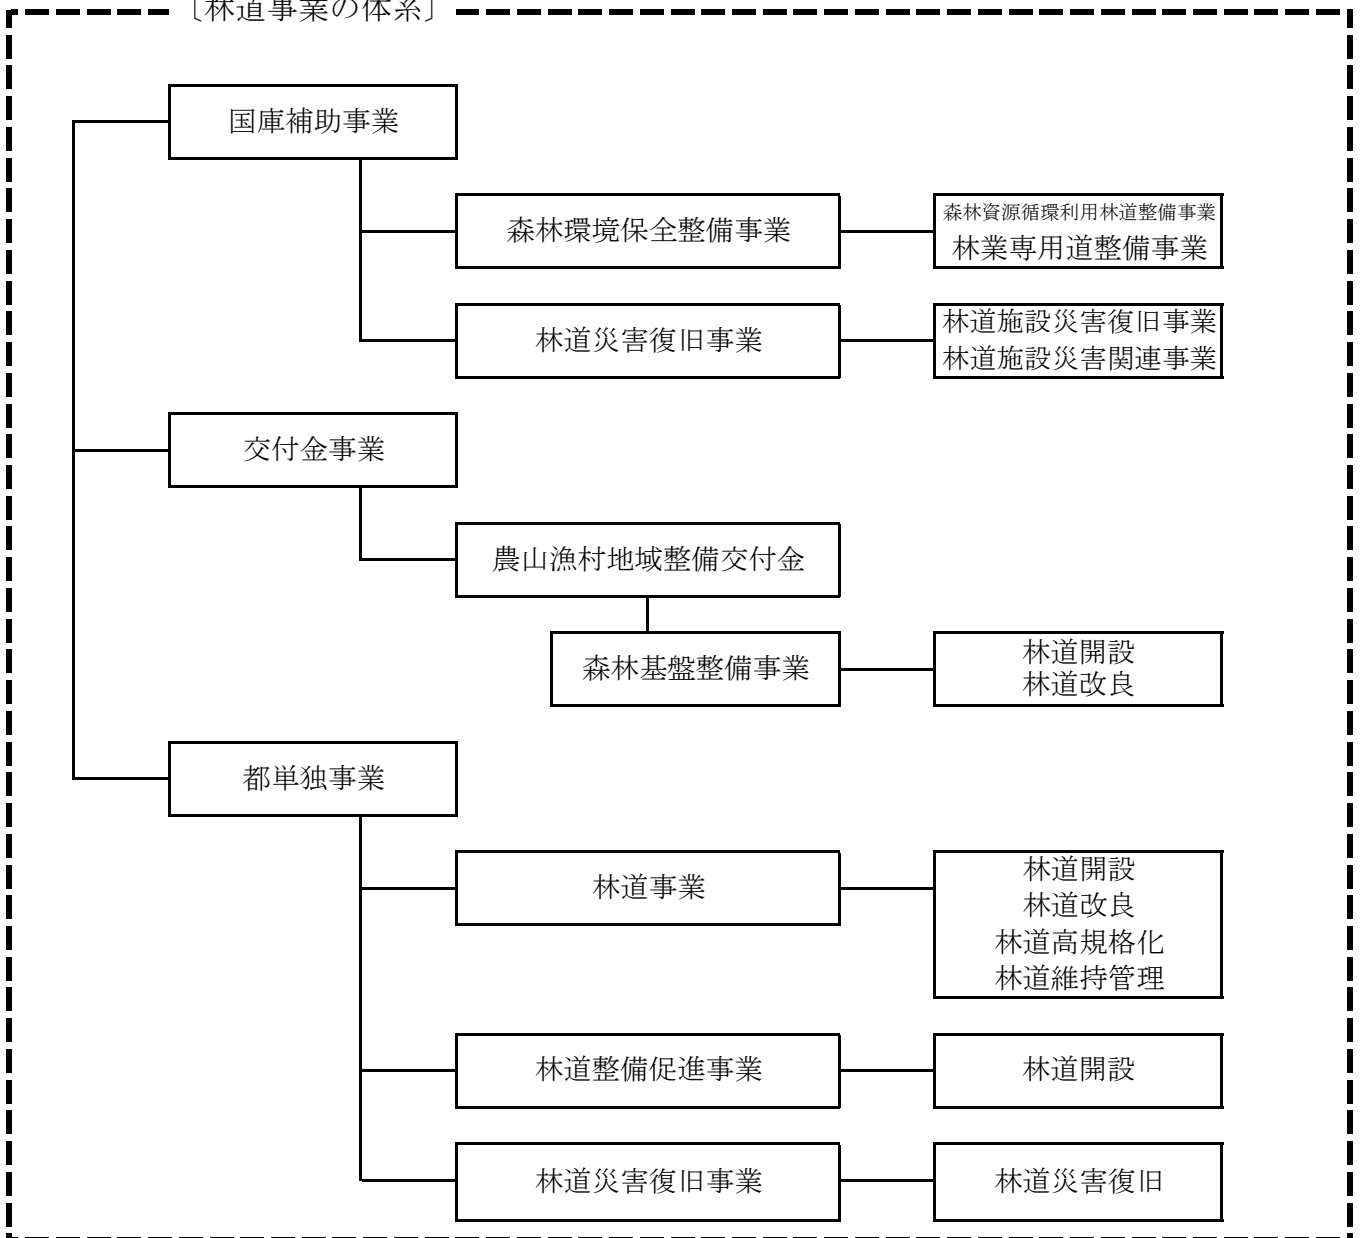 〔林道事業の体系〕
国庫補助事業
森林環境保全整備事業
森林資源循環利用林道整備事業
林業専用道整備事業
林道災害復旧事業
林道施設災害復旧事業
林道施設災害関連事業
交付金事業
農山漁村地域整備交付金
森林基盤整備事業
林道開設
林道改良
都単独事業
林道事業
林道開設
林道改良
林道高規格化
林道維持管理
林道整備促進事業
林道開設
林道災害復旧事業
林道災害復旧